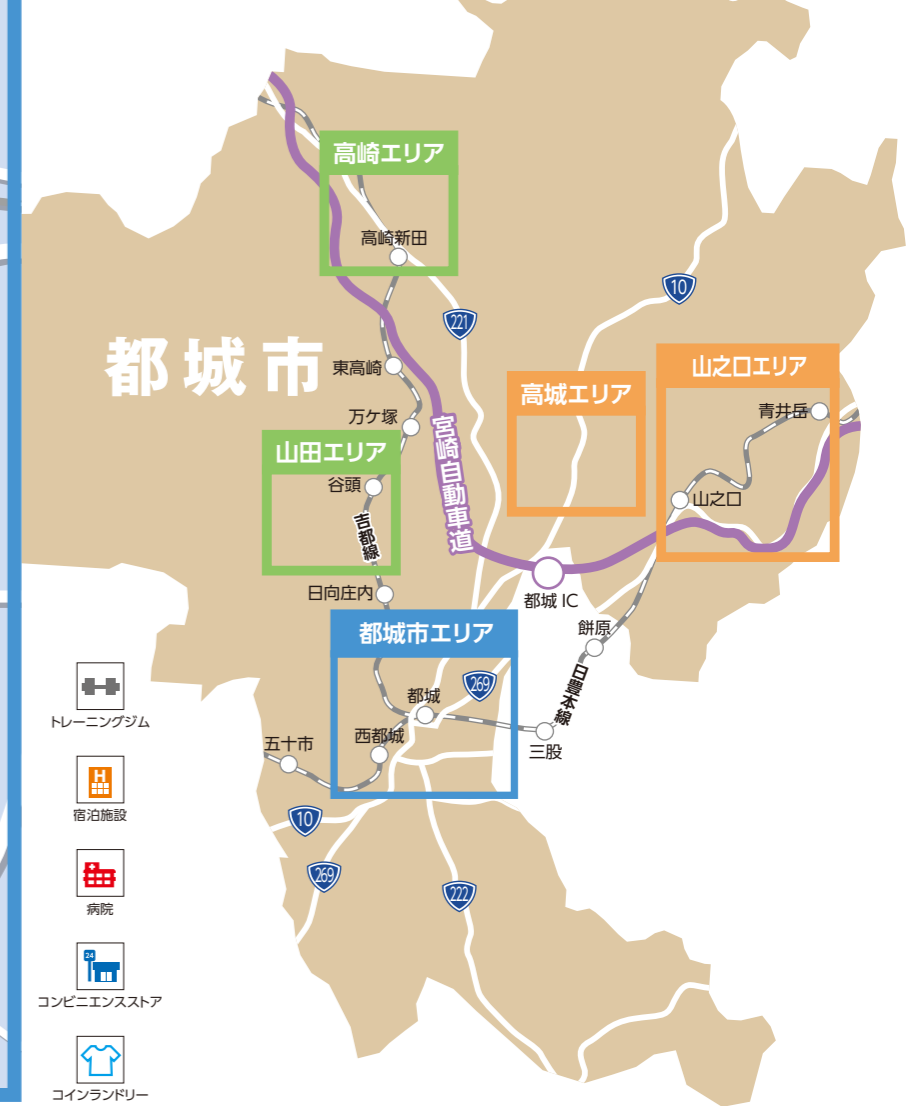 高崎エリア
高崎新田
10
221
都城市
東高崎
山之口エリア
高城エリア
青井岳
万ケ塚
宮崎自動車道
山田エリア
谷頭
山之口
吉都線
日向庄内
都城 IC
都城市エリア
餅原
269
日豊本線
都城
西都城
三股
五十市
トレーニングジム
10
H
宿泊施設
269
222
病院
24
コンビニエンスストア
コインランドリー